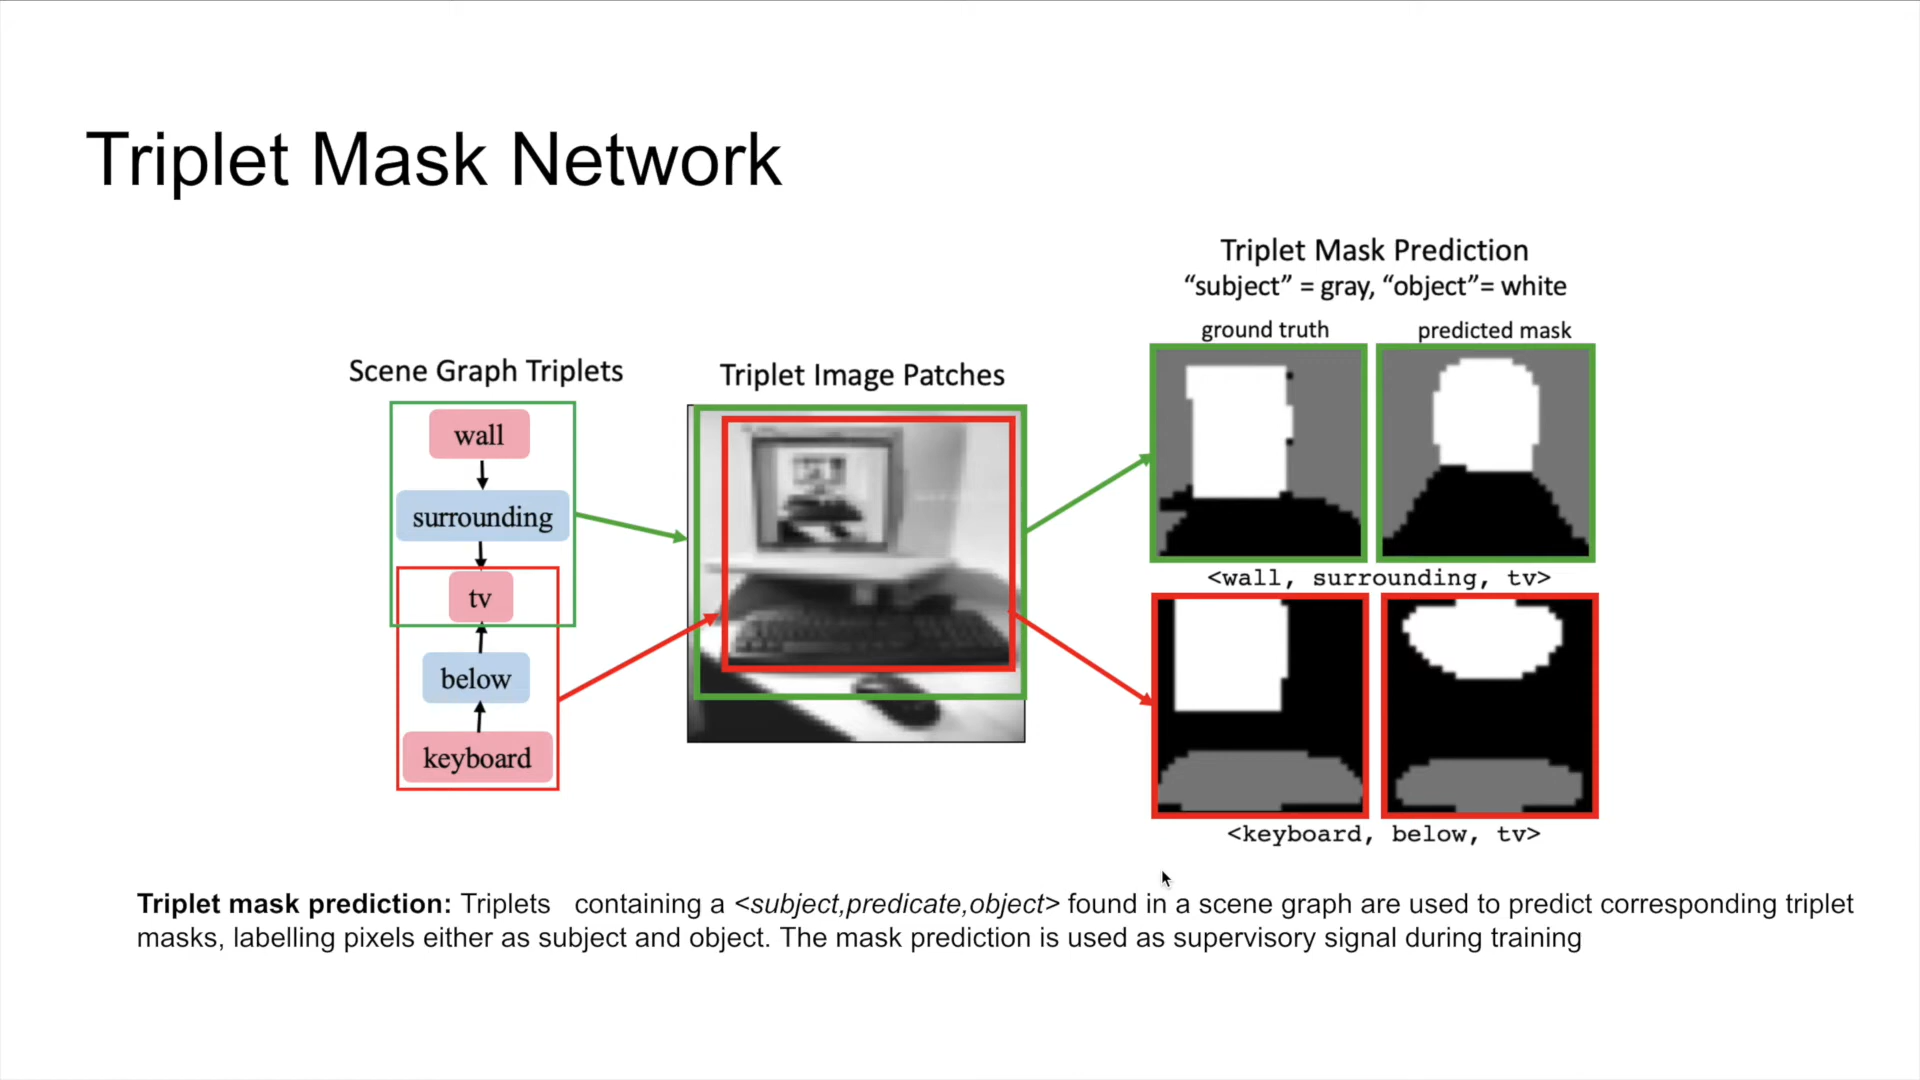 Triplet Mask Network
Scene Graph Triplets
wall
surrounding
tv
below
keyboard
Triplet Image Patches
Triplet Mask Prediction
“subject” = gray, “object”= white
ground truth
predicted mask
<wall, surrounding, tv>
<keyboard, below, tv>
Triplet mask prediction: Triplets containing a <subject,predicate,object> found in a scene graph are used to predict corresponding triplet
masks, labelling pixels either as subject and object. The mask prediction is used as supervisory signal during training